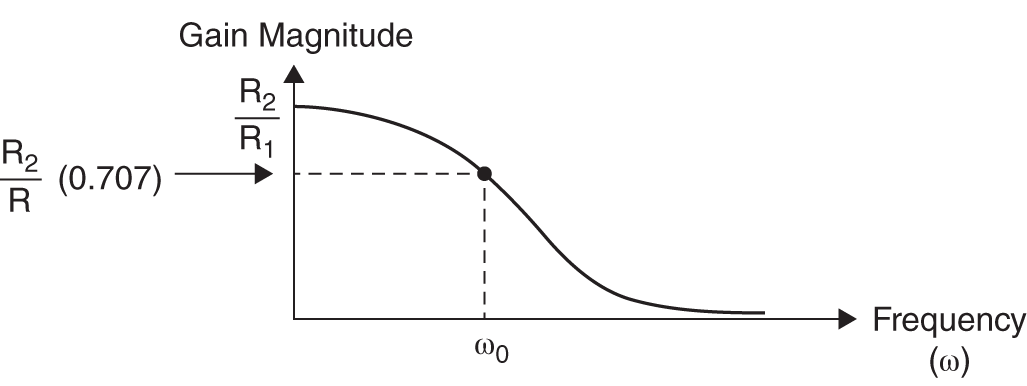 Gain Magnitude
R₂
R₁
R₂
R
(0.707)
Frequency
(ω)
ω₀